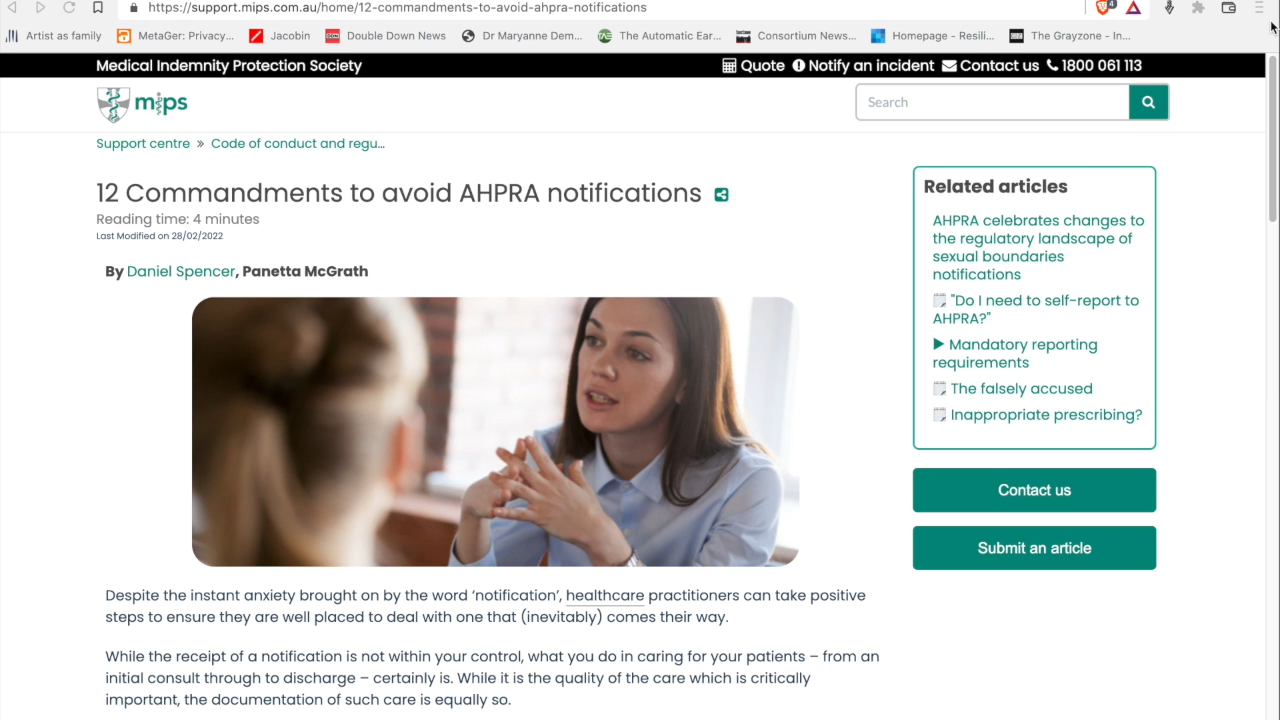 https://support.mips.com.au/home/12-commandments-to-avoid-ahpra-notifications
4
Artist as family
MetaGer: Privacy...
Jacobin
Double Down News
Dr Maryanne Dem...
The Automatic Ear...
Consortium News...
Homepage - Resili...
The Grayzone - In...
Medical Indemnity Protection Society
Quote
Notify an incident
Contact us
1800 061 113
mips
Search
Support centre » Code of conduct and regu...
12 Commandments to avoid AHPRA notifications
Reading time: 4 minutes
Last Modified on 28/02/2022
By Daniel Spencer, Panetta McGrath
Despite the instant anxiety brought on by the word ‘notification’, healthcare practitioners can take positive
steps to ensure they are well placed to deal with one that (inevitably) comes their way.
While the receipt of a notification is not within your control, what you do in caring for your patients – from an
initial consult through to discharge – certainly is. While it is the quality of the care which is critically
important, the documentation of such care is equally so.
Related articles
AHPRA celebrates changes to
the regulatory landscape of
sexual boundaries
notifications
"Do I need to self-report to
AHPRA?"
Mandatory reporting
requirements
The falsely accused
Inappropriate prescribing?
Contact us
Submit an article